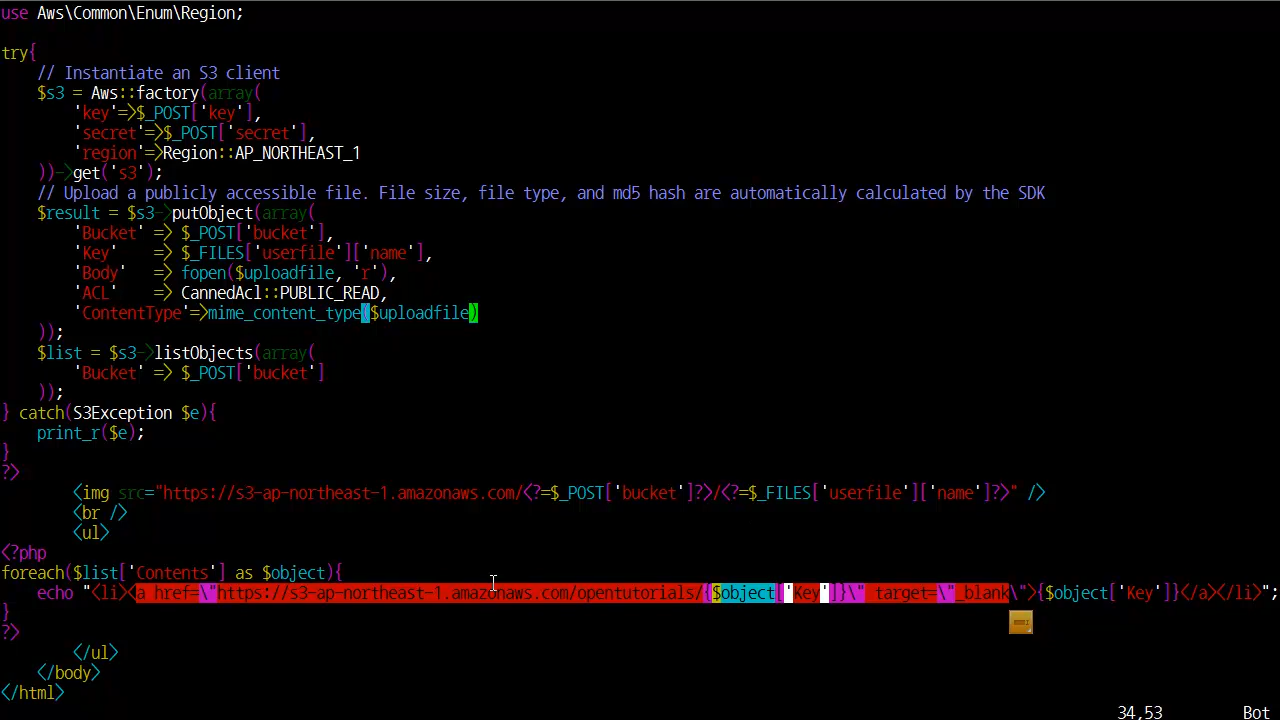 use Aws\Common\Enum\Region;
try{
    // Instantiate an S3 client
    $s3 = Aws::factory(array(
        'key'=>$_POST['key'],
        'secret'=>$_POST['secret'],
        'region'=>Region::AP_NORTHEAST_1
    ))->get('s3');
    // Upload a publicly accessible file. File size, file type, and md5 hash are automatically calculated by the SDK
    $result = $s3->putObject(array(
        'Bucket' => $_POST['bucket'],
        'Key'    => $_FILES['userfile']['name'],
        'Body'   => fopen($uploadfile, 'r'),
        'ACL'    => CannedAcl::PUBLIC_READ,
        'ContentType'=>mime_content_type($uploadfile)
    ));
    $list = $s3->listObjects(array(
        'Bucket' => $_POST['bucket']
    ));
} catch(S3Exception $e){
    print_r($e);
}
?>
        <img src="https://s3-ap-northeast-1.amazonaws.com/<?=$_POST['bucket']?>/<?=$_FILES['userfile']['name']?>" />
        <br />
        <ul>
<?php
foreach($list['Contents'] as $object){
    echo "<li><a href=\"https://s3-ap-northeast-1.amazonaws.com/opentutorials/{$object['Key']}\" target=\"_blank\">{$object['Key']}</a></li>";
}
?>
        </ul>
    </body>
</html>
34,53 Bot